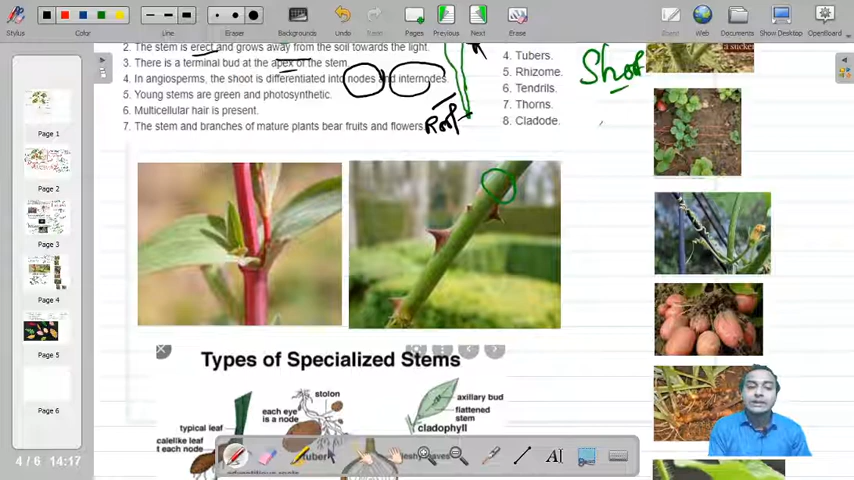 Stylus
Color
Line
Eraser
Backgrounds
Undo
Pages
Previous
Next
Erase
Board
Web
Documents
Show Desktop
OpenBoard
2. The stem is erect and grows away from the soil towards the light.
3. There is a terminal bud at the apex of the stem.
4. In angiosperms, the shoot is differentiated into nodes and internodes.
5. Young stems are green and photosynthetic.
6. Multicellular hair is present.
7. The stem and branches of mature plants bear fruits and flowers.
Root
4. Tubers.
5. Rhizome.
6. Tendrils.
7. Thorns.
8. Cladode.
Shoot
a sucker
Page 1
Page 2
Page 3
Page 4
Page 5
Page 6
Types of Specialized Stems
stolon
each eye
is a node
typical leaf
tuber
axillary bud
flattened
stem
cladophyll
4 / 6 14:17